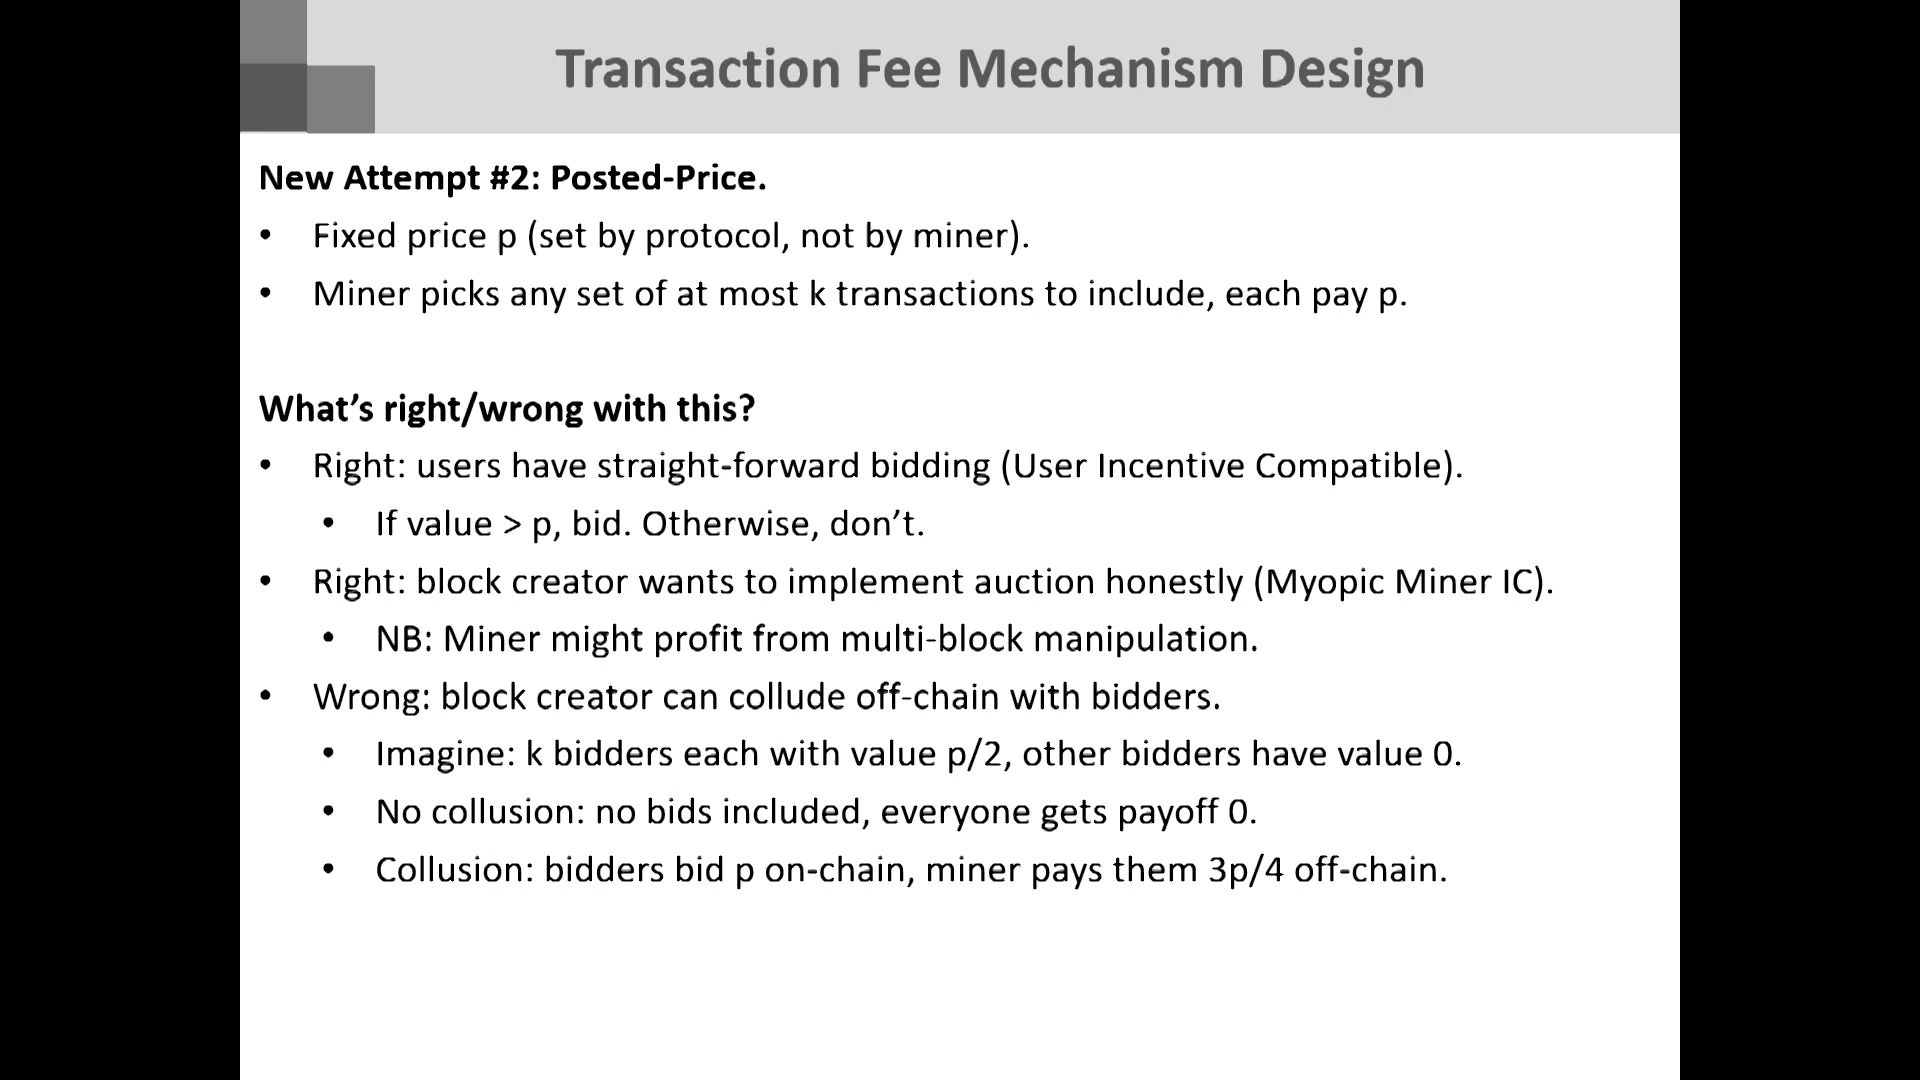 Transaction Fee Mechanism Design
New Attempt #2: Posted-Price.
• Fixed price p (set by protocol, not by miner).
• Miner picks any set of at most k transactions to include, each pay p.
What’s right/wrong with this?
• Right: users have straight-forward bidding (User Incentive Compatible).
• If value > p, bid. Otherwise, don’t.
• Right: block creator wants to implement auction honestly (Myopic Miner IC).
• NB: Miner might profit from multi-block manipulation.
• Wrong: block creator can collude off-chain with bidders.
• Imagine: k bidders each with value p/2, other bidders have value 0.
• No collusion: no bids included, everyone gets payoff 0.
• Collusion: bidders bid p on-chain, miner pays them 3p/4 off-chain.